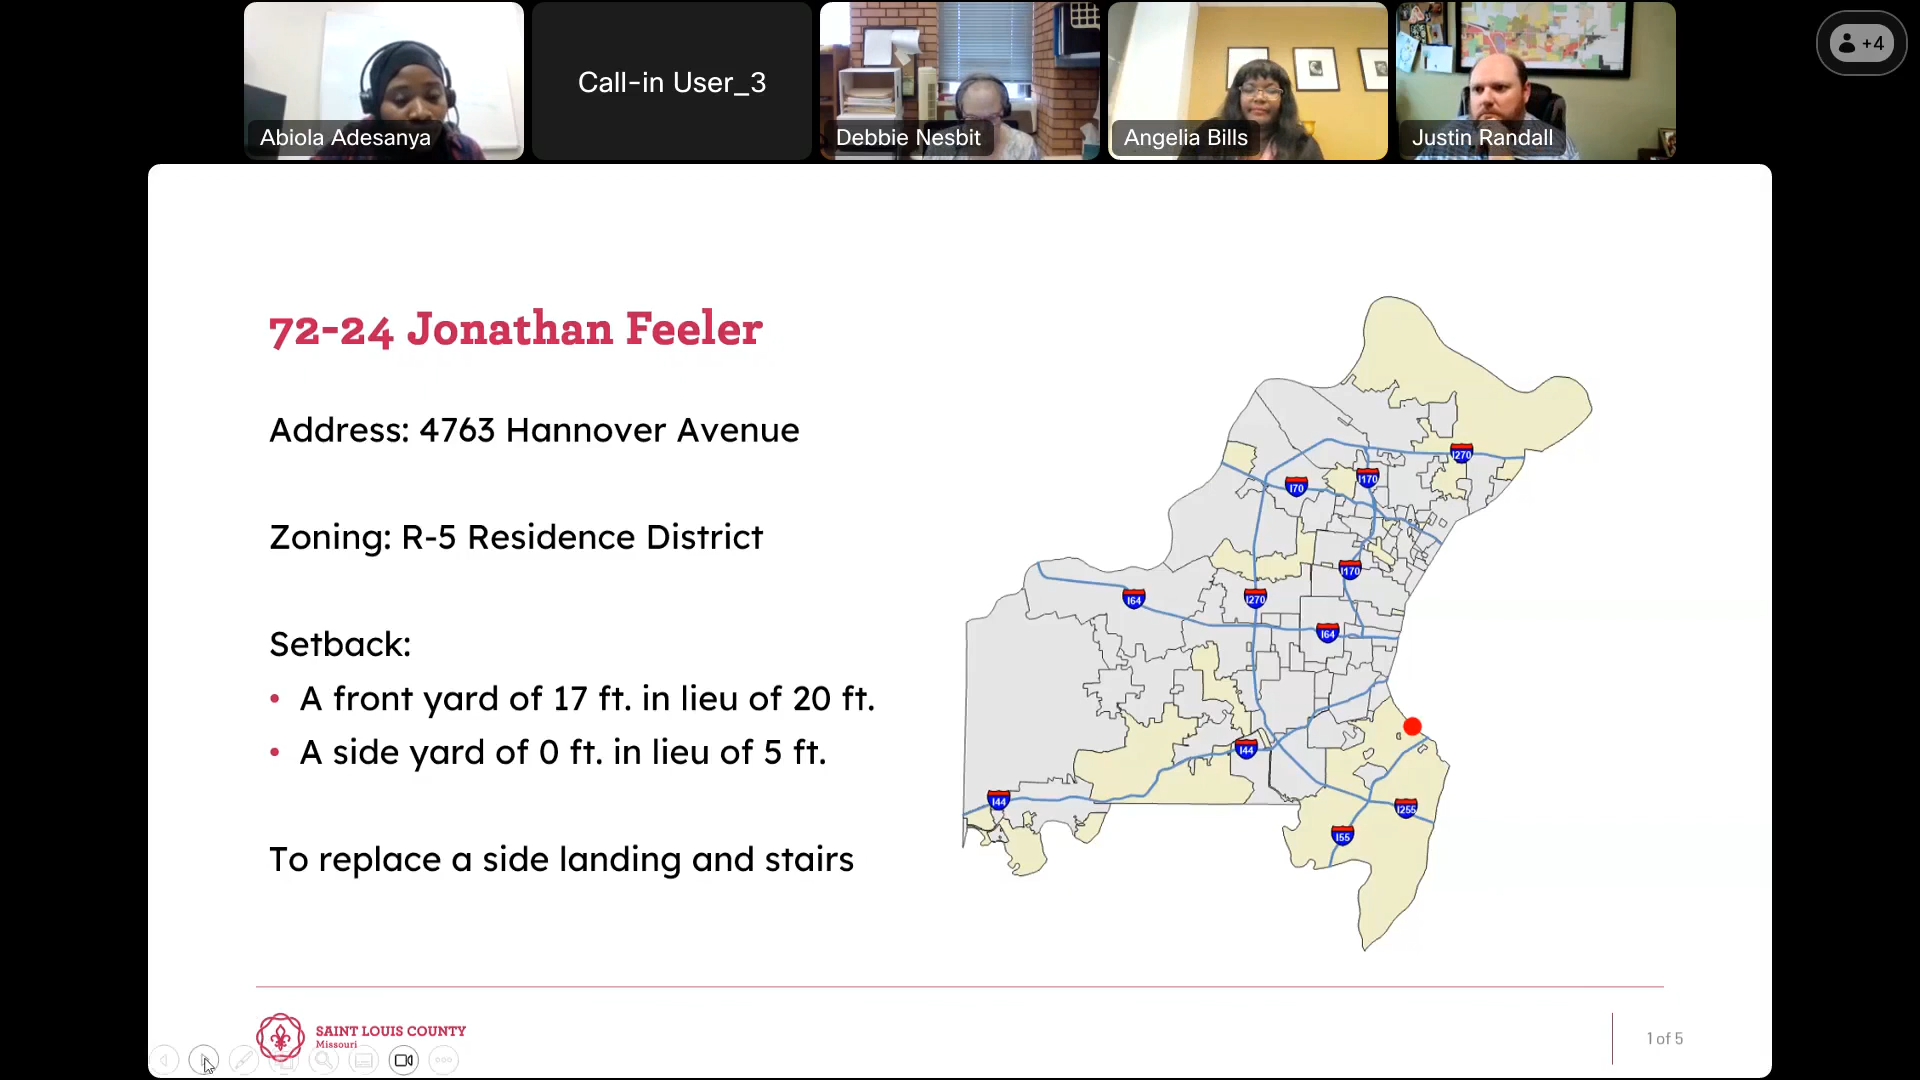 Abiola Adesanya
Call-in User_3
Debbie Nesbit
Angelia Bills
Justin Randall
+4
72-24 Jonathan Feeler
Address: 4763 Hannover Avenue
Zoning: R-5 Residence District
Setback:
• A front yard of 17 ft. in lieu of 20 ft.
• A side yard of 0 ft. in lieu of 5 ft.
To replace a side landing and stairs
I270
I170
I70
I170
I64
I270
I64
I44
I44
I255
I55
SAINT LOUIS COUNTY
Missouri
1 of 5